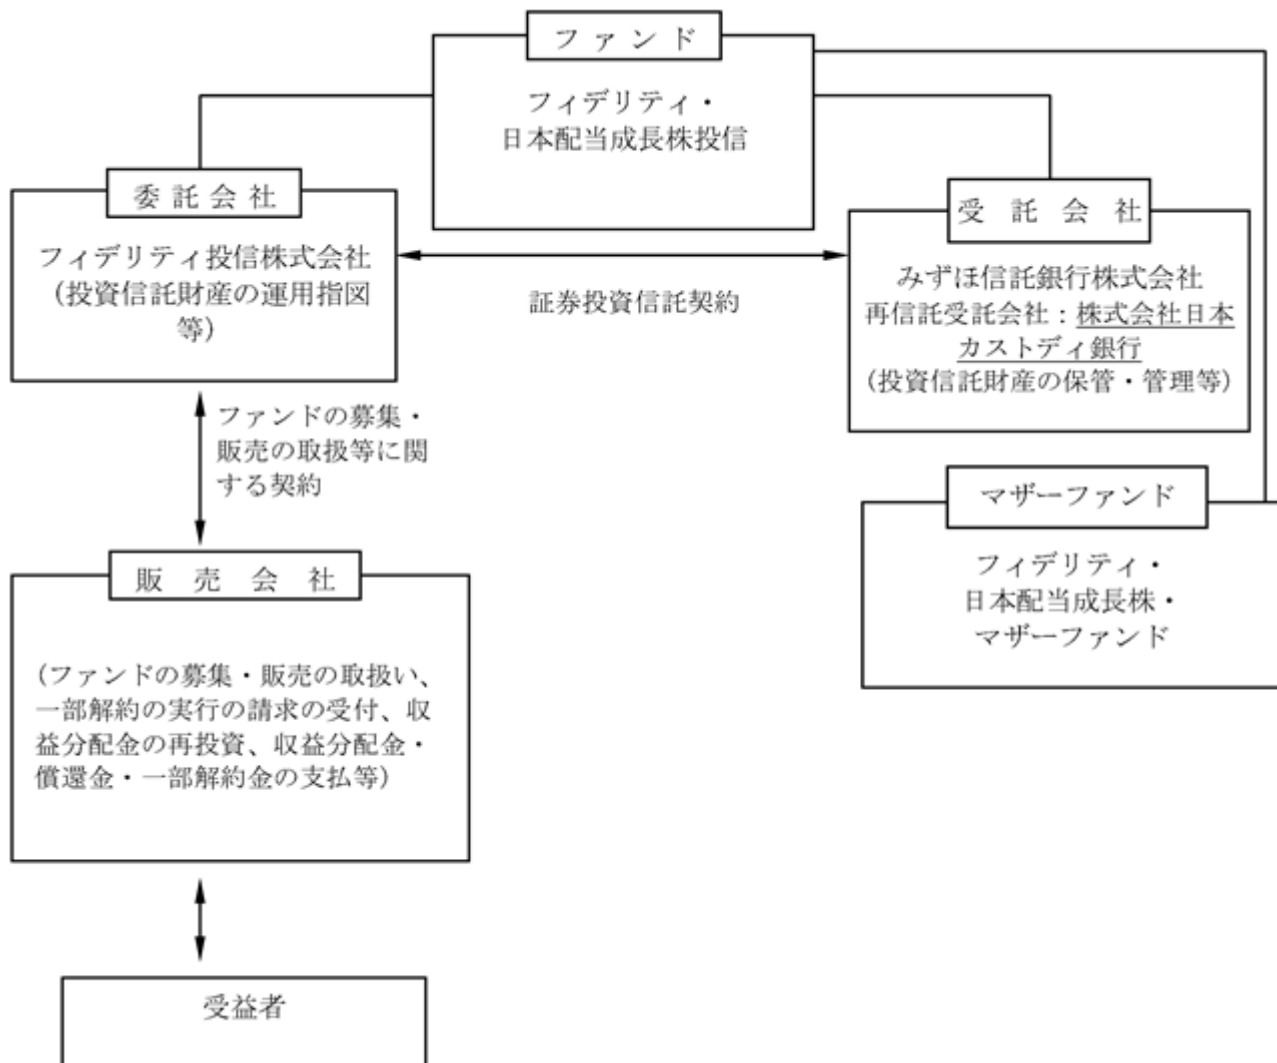 ファンド
フィデリティ・
日本配当成長株投信
委託会社
フィデリティ投信株式会社
（投資信託財産の運用指図
等）
証券投資信託契約
受託会社
みずほ信託銀行株式会社
再信託受託会社：株式会社日本
カストディ銀行
(投資信託財産の保管・管理等)
ファンドの募集・
販売の取扱等に関
する契約
マザーファンド
フィデリティ・
日本配当成長株・
マザーファンド
販売会社
(ファンドの募集・販売の取扱い、
一部解約の実行の請求の受付、収
益分配金の再投資、収益分配金・
償還金・一部解約金の支払等)
受益者